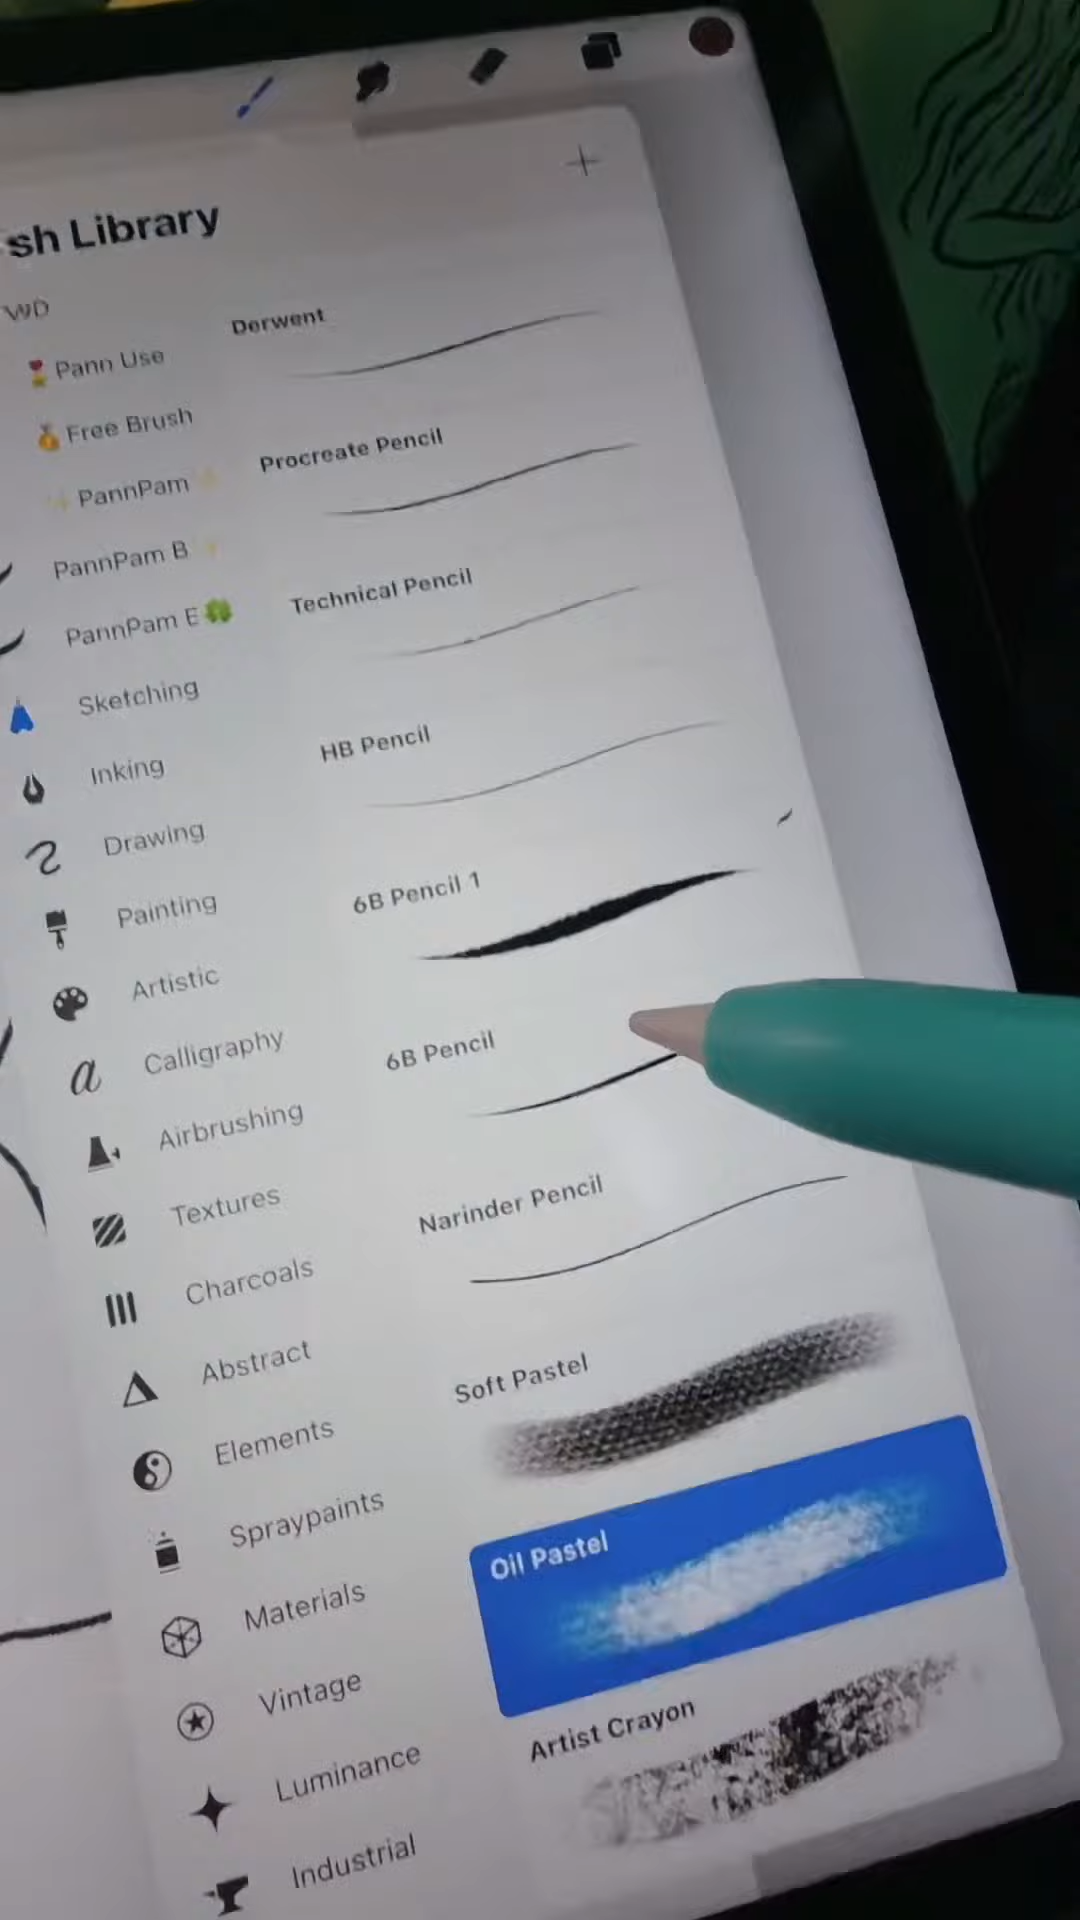 sh Library
Pann Use
Free Brush
PannPam
PannPam B
PannPam E
Sketching
Inking
Drawing
Painting
Artistic
Calligraphy
Airbrushing
Textures
Charcoals
Abstract
Elements
Spraypaints
Materials
Vintage
Luminance
Industrial
Derwent
Procreate Pencil
Technical Pencil
HB Pencil
6B Pencil 1
6B Pencil
Narinder Pencil
Soft Pastel
Oil Pastel
Artist Crayon